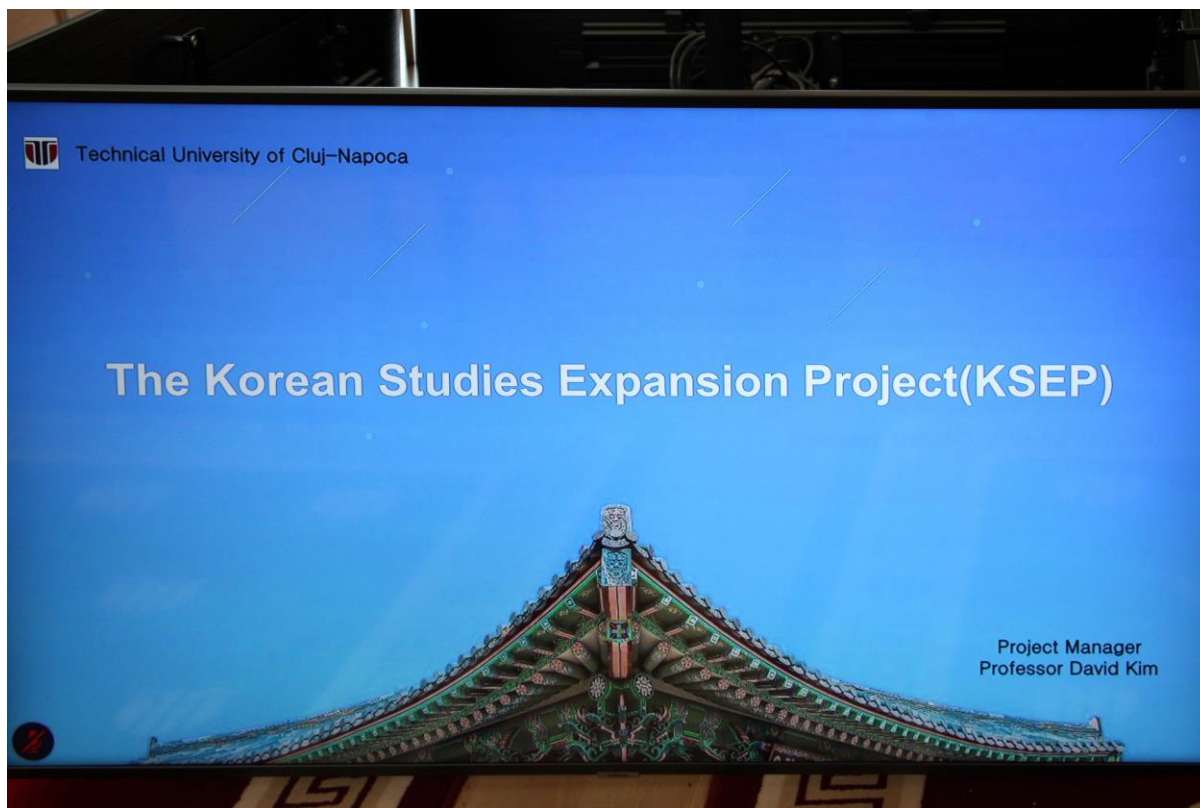 Technical University of Cluj-Napoca
The Korean Studies Expansion Project(KSEP)
Project Manager
Professor David Kim